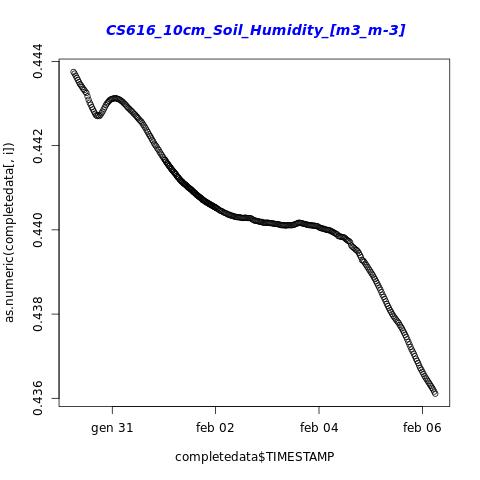 CS616_10cm_Soil_Humidity_[m3_m-3]
as.numeric(completedata[, i])
0.444
0.442
0.440
0.438
0.436
gen 31
feb 02
feb 04
feb 06
completedata$TIMESTAMP